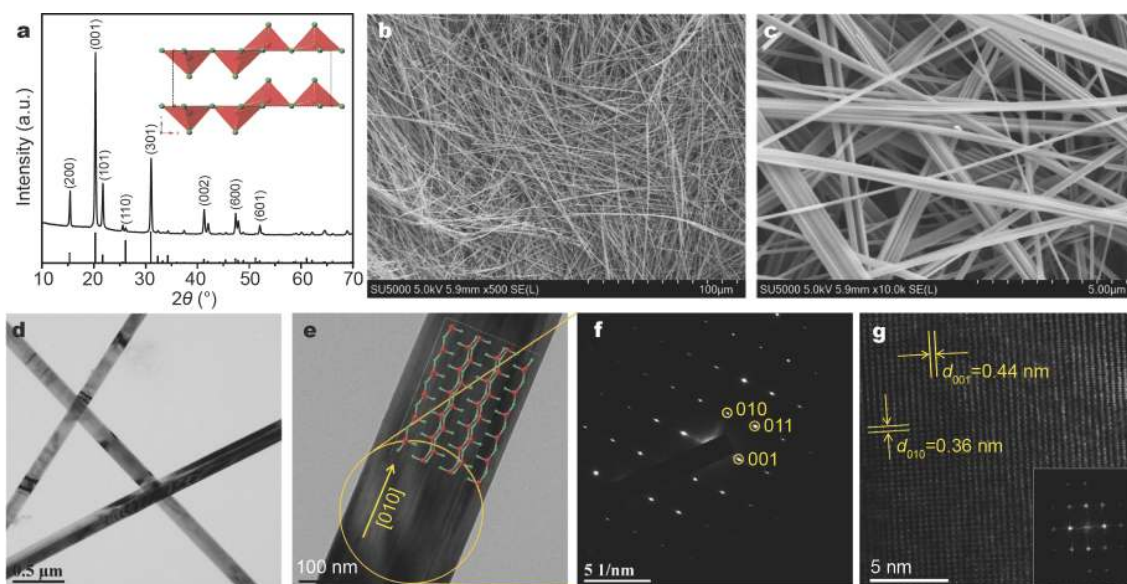 a
Intensity (a.u.)
(200)
(001)
(101)
(110)
(301)
(002)
(600)
(601)
10 20 30 40 50 60 70
2θ (°)
b
SU5000 5.0kV 5.9mm x500 SE(L) 100μm
c
SU5000 5.0kV 5.9mm x10.0k SE(L) 5.00μm
d
0.5 μm
e
[010]
100 nm
f
010
011
001
5 1/nm
g
d001=0.44 nm
d010=0.36 nm
5 nm